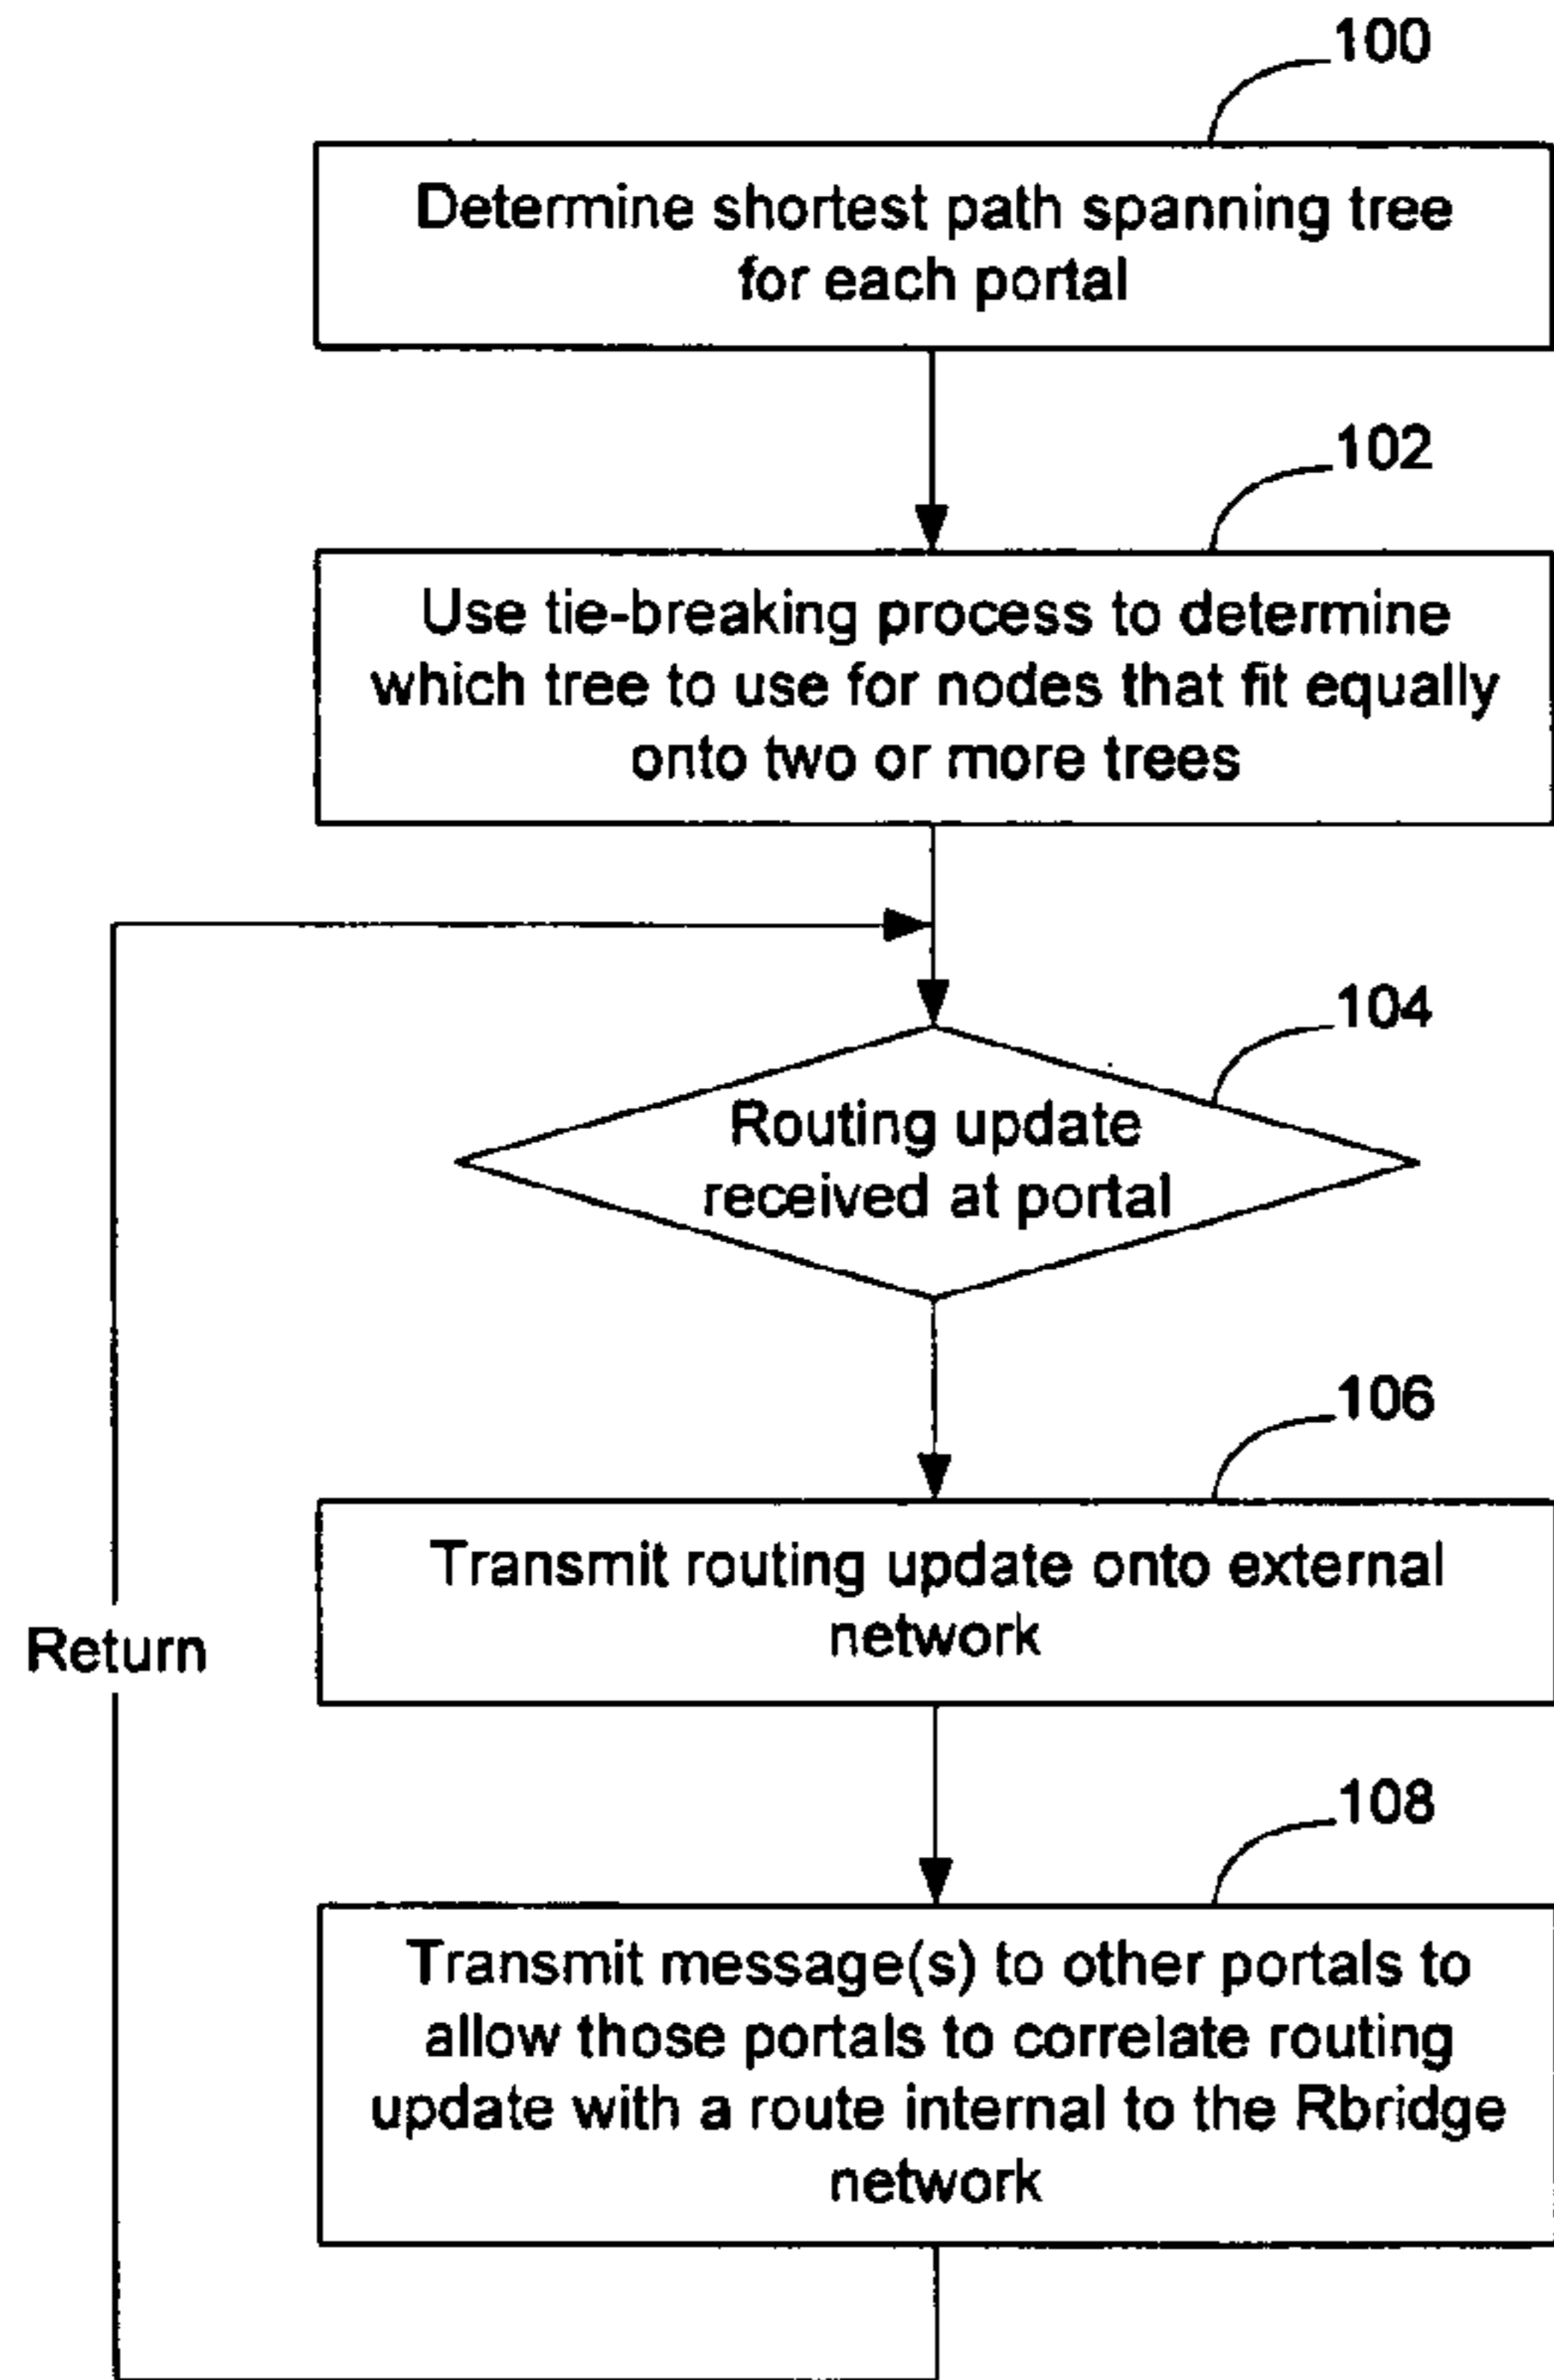 100
Determine shortest path spanning tree
for each portal
102
Use tie-breaking process to determine
which tree to use for nodes that fit equally
onto two or more trees
104
Routing update
received at portal
106
Transmit routing update onto external
network
Return
108
Transmit message(s) to other portals to
allow those portals to correlate routing
update with a route internal to the Rbridge
network